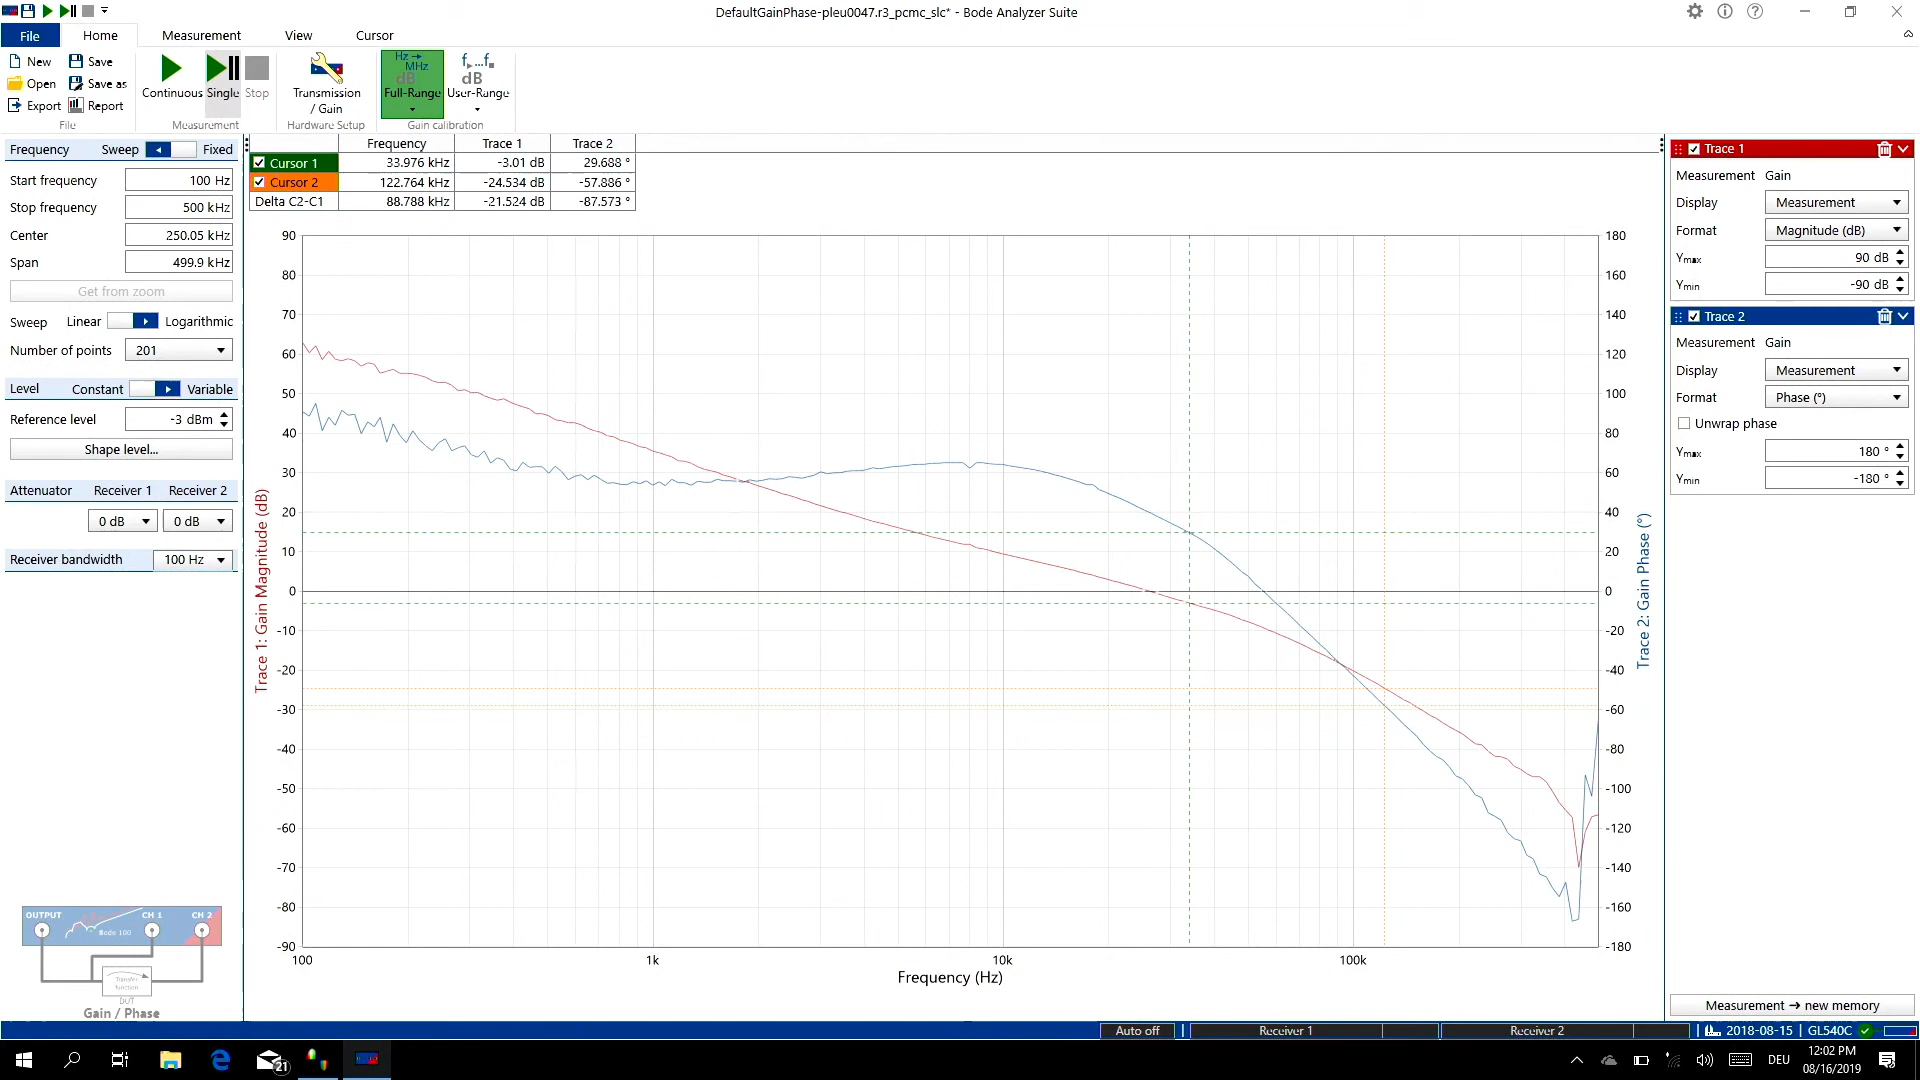 DefaultGainPhase-pleu0047.r3_pcmc_slc* - Bode Analyzer Suite
File Home Measurement View Cursor
New Save
Open Save as
Export Report
File
Continuous Single Stop
Measurement
Transmission
/ Gain
Hardware Setup
Hz →
MHz
dB
Full-Range
f...f
dB
User-Range
Gain calibration
Frequency Sweep Fixed
Start frequency 100 Hz
Stop frequency 500 kHz
Center 250.05 kHz
Span 499.9 kHz
Get from zoom
Sweep Linear Logarithmic
Number of points 201
Level Constant Variable
Reference level -3 dBm
Shape level...
Attenuator Receiver 1 Receiver 2
0 dB 0 dB
Receiver bandwidth 100 Hz
OUTPUT CH 1 CH 2
Bode 100
Transfer
function
DUT
Gain / Phase
Frequency Trace 1 Trace 2
Cursor 1 33.976 kHz -3.01 dB 29.688 °
Cursor 2 122.764 kHz -24.534 dB -57.886 °
Delta C2-C1 88.788 kHz -21.524 dB -87.573 °
90 180
80 160
70 140
60 120
50 100
40 80
30 60
20 40
10 20
0 0
-10 -20
-20 -40
-30 -60
-40 -80
-50 -100
-60 -120
-70 -140
-80 -160
-90 -180
Trace 1: Gain Magnitude (dB)
Trace 2: Gain Phase (°)
100 1k 10k 100k
Frequency (Hz)
Trace 1
Measurement Gain
Display Measurement
Format Magnitude (dB)
Ymax 90 dB
Ymin -90 dB
Trace 2
Measurement Gain
Display Measurement
Format Phase (°)
Unwrap phase
Ymax 180 °
Ymin -180 °
Measurement → new memory
Auto off Receiver 1 Receiver 2 2018-08-15 GL540C
21
DEU
12:02 PM
08/16/2019